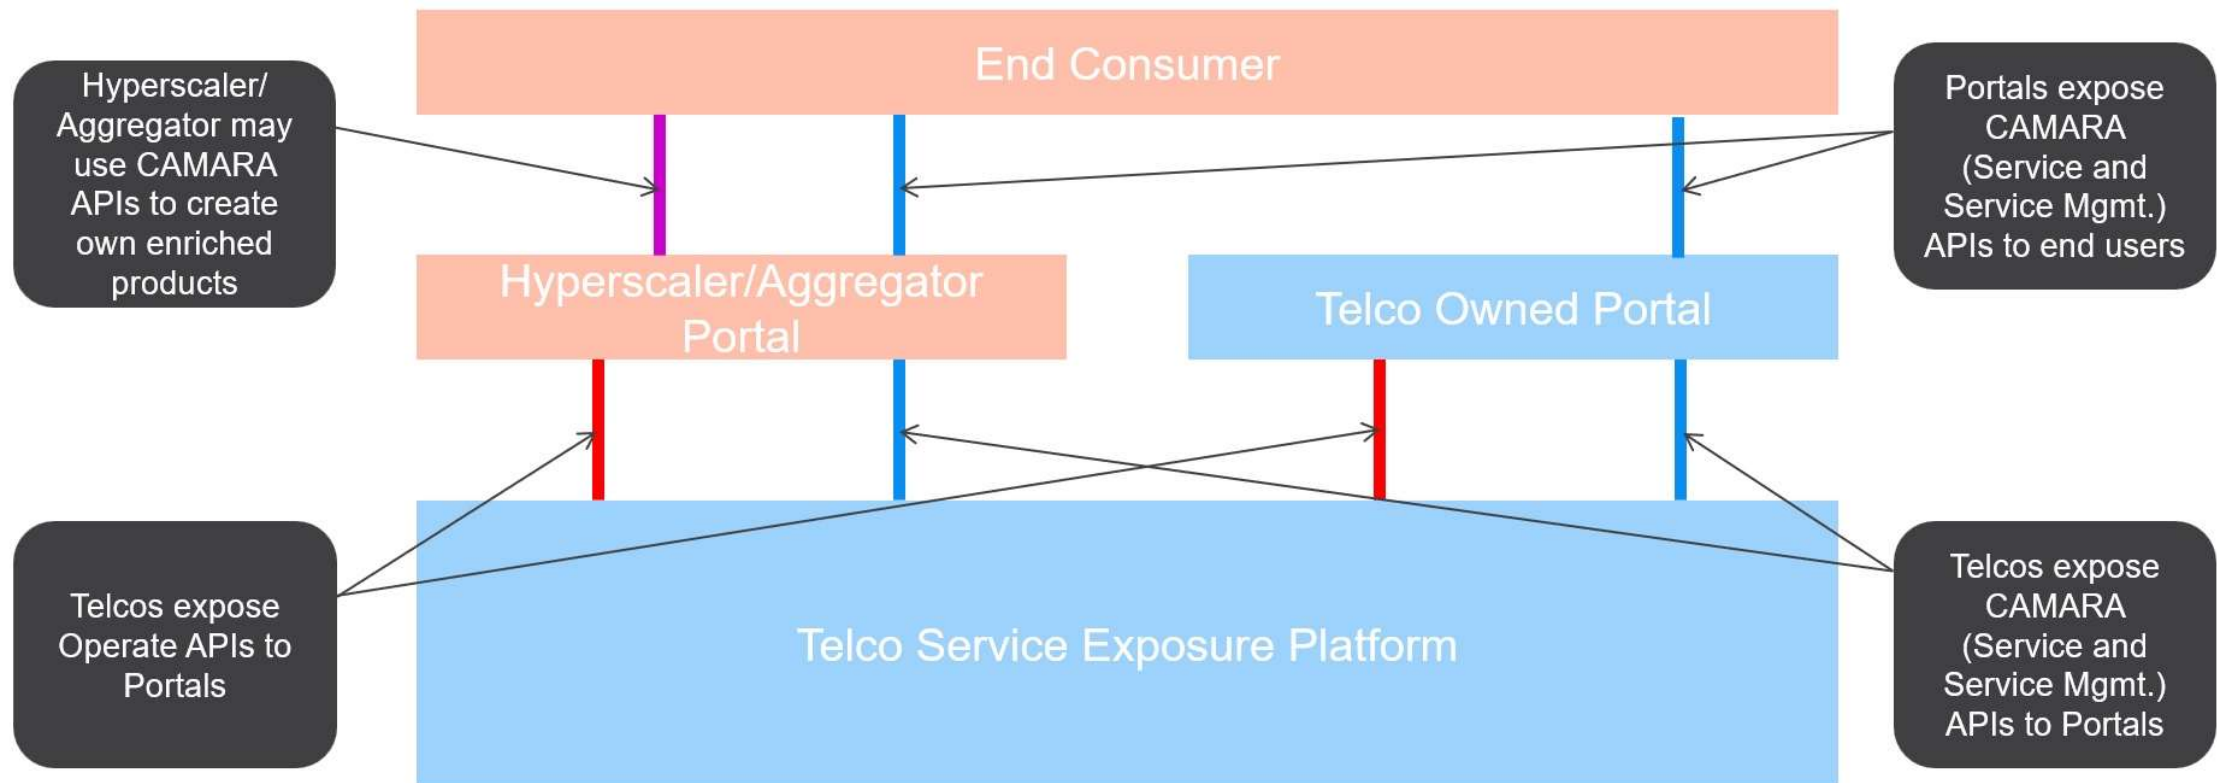 End Consumer
Hyperscaler/
Aggregator may
use CAMARA
APIs to create
own enriched
products
Portals expose
CAMARA
(Service and
Service Mgmt.)
APIs to end users
Hyperscaler/Aggregator
Portal
Telco Owned Portal
Telcos expose
Operate APIs to
Portals
Telco Service Exposure Platform
Telcos expose
CAMARA
(Service and
Service Mgmt.)
APIs to Portals